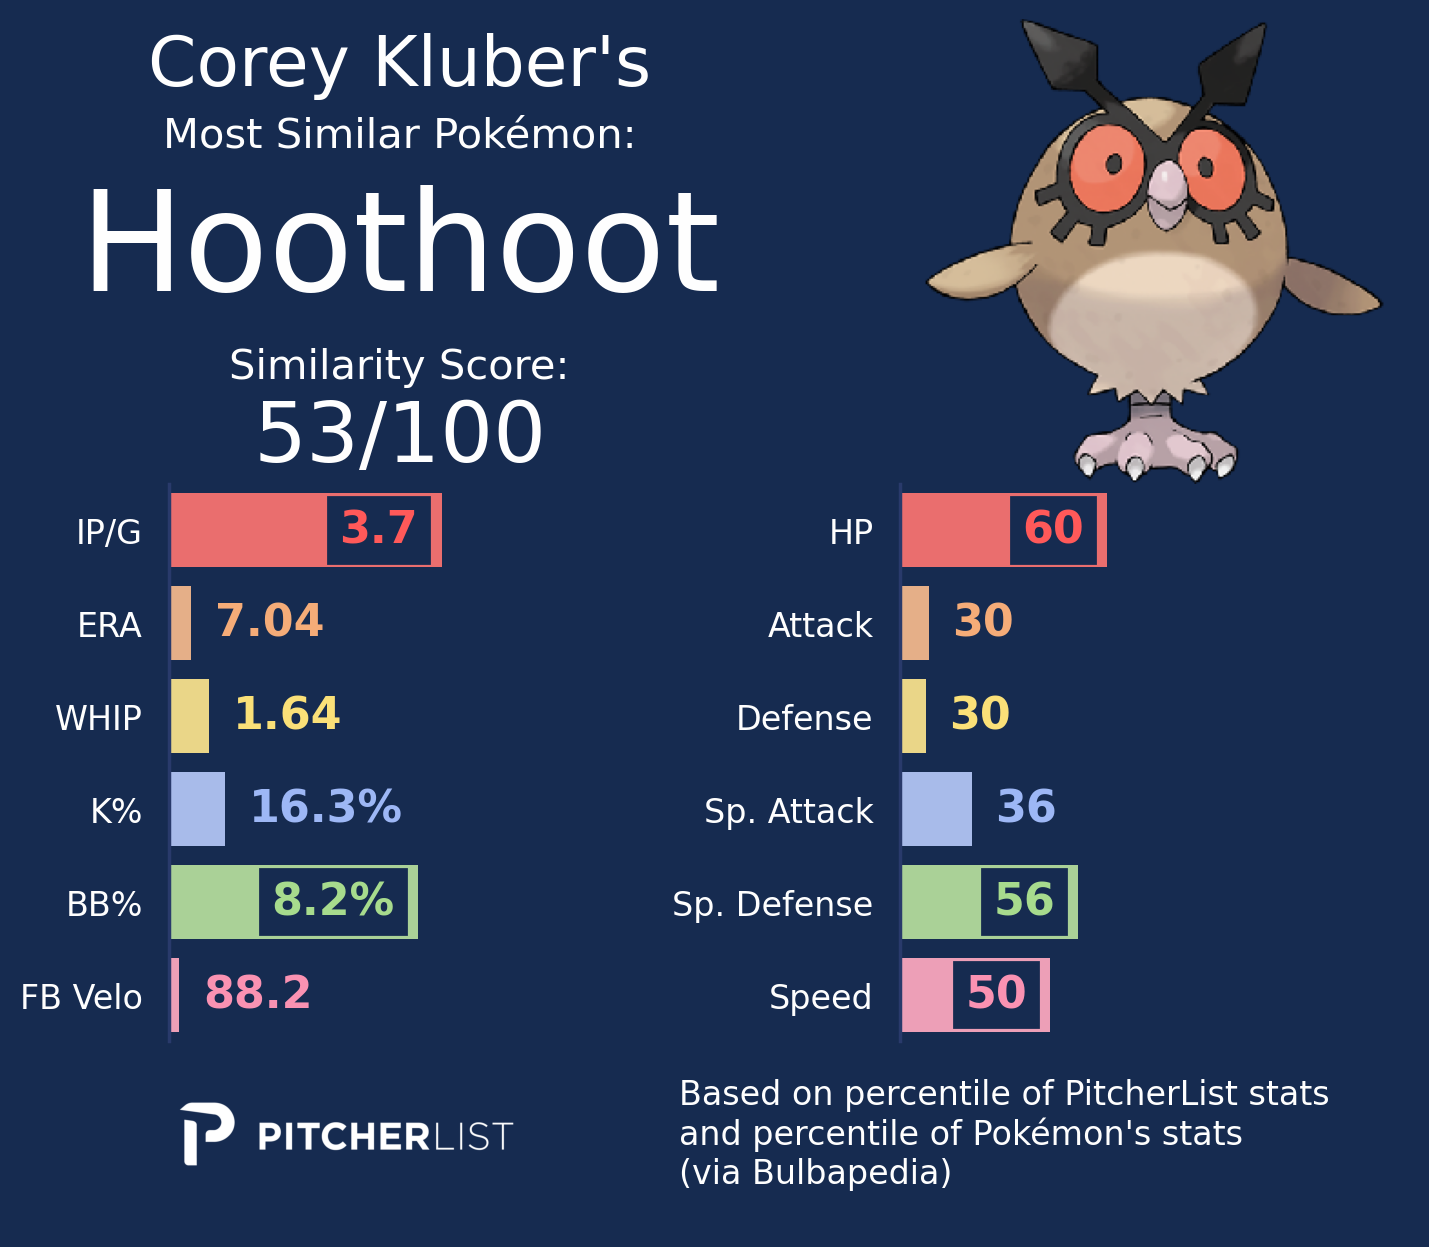 Corey Kluber's
Most Similar Pokémon:
Hoothoot
Similarity Score:
53/100
IP/G 3.7
ERA 7.04
WHIP 1.64
K% 16.3%
BB% 8.2%
FB Velo 88.2
HP 60
Attack 30
Defense 30
Sp. Attack 36
Sp. Defense 56
Speed 50
PITCHERLIST
Based on percentile of PitcherList stats
and percentile of Pokémon's stats
(via Bulbapedia)